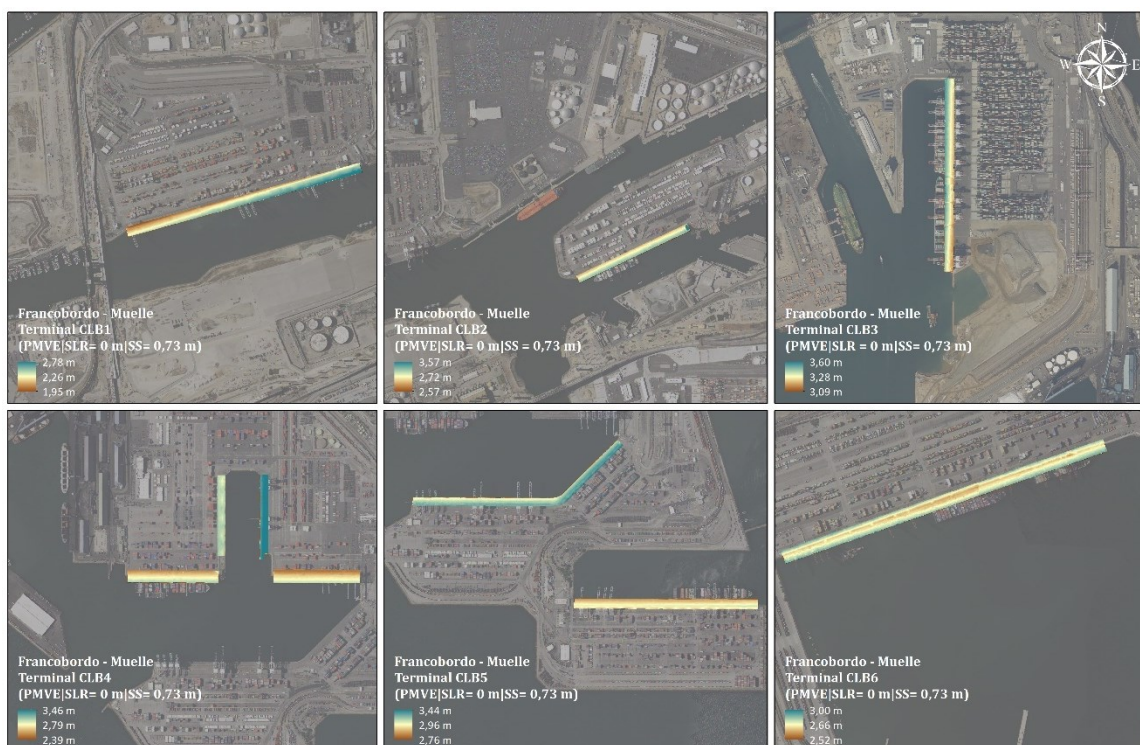 N
W E
S
Francobordo - Muelle
Terminal CLB1
(PMVE|SLR= 0 m|SS= 0,73 m)
2,78 m
2,26 m
1,95 m
Francobordo - Muelle
Terminal CLB2
(PMVE|SLR= 0 m|SS = 0,73 m)
3,57 m
2,72 m
2,57 m
Francobordo - Muelle
Terminal CLB3
(PMVE|SLR = 0 m|SS= 0,73 m)
3,60 m
3,28 m
3,09 m
Francobordo - Muelle
Terminal CLB4
(PMVE|SLR= 0 m|SS= 0,73 m)
3,46 m
2,79 m
2,39 m
Francobordo - Muelle
Terminal CLB5
(PMVE|SLR= 0 m|SS= 0,73 m)
3,44 m
2,96 m
2,76 m
Francobordo - Muelle
Terminal CLB6
(PMVE|SLR= 0 m|SS= 0,73 m)
3,00 m
2,66 m
2,52 m